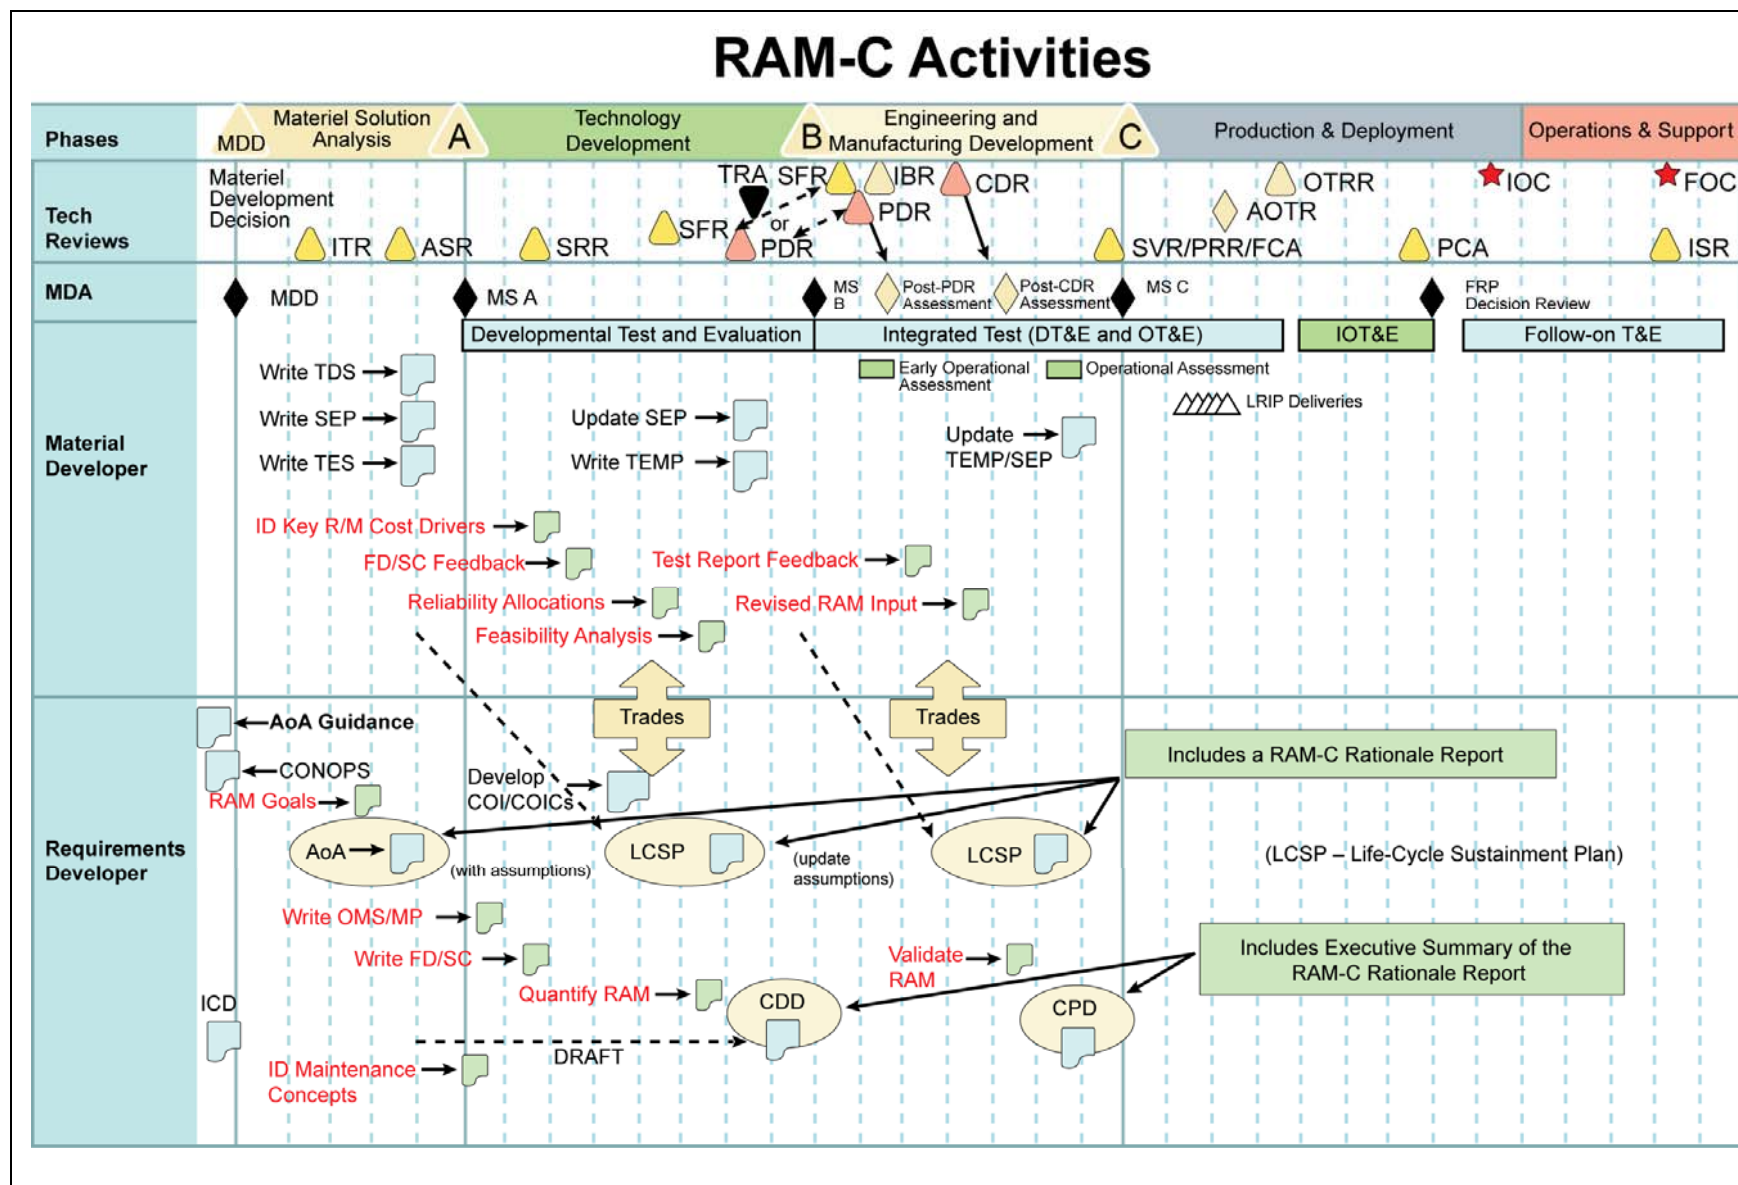 RAM-C Activities
Phases
MDD
Materiel Solution
Analysis
A
Technology
Development
B
Engineering and
Manufacturing Development
C
Production & Deployment
Operations & Support
Tech
Reviews
Materiel
Development
Decision
ITR
ASR
SRR
SFR
TRA
or
PDR
SFR
IBR
PDR
CDR
SVR/PRR/FCA
OTRR
AOTR
PCA
IOC
FOC
ISR
MDA
MDD
MS A
MS
B
Post-PDR
Assessment
Post-CDR
Assessment
MS C
FRP
Decision Review
Material
Developer
Developmental Test and Evaluation
Integrated Test (DT&E and OT&E)
IOT&E
Follow-on T&E
Early Operational
Assessment
Operational Assessment
LRIP Deliveries
Write TDS
Write SEP
Write TES
Update SEP
Write TEMP
Update
TEMP/SEP
ID Key R/M Cost Drivers
FD/SC Feedback
Test Report Feedback
Reliability Allocations
Revised RAM Input
Feasibility Analysis
Trades
Trades
Requirements
Developer
AoA Guidance
CONOPS
RAM Goals
Develop
COI/COICs
Includes a RAM-C Rationale Report
AoA
(with assumptions)
LCSP
(update
assumptions)
LCSP
(LCSP – Life-Cycle Sustainment Plan)
Write OMS/MP
Write FD/SC
Validate
RAM
Includes Executive Summary of the
RAM-C Rationale Report
Quantify RAM
CDD
CPD
ICD
DRAFT
ID Maintenance
Concepts